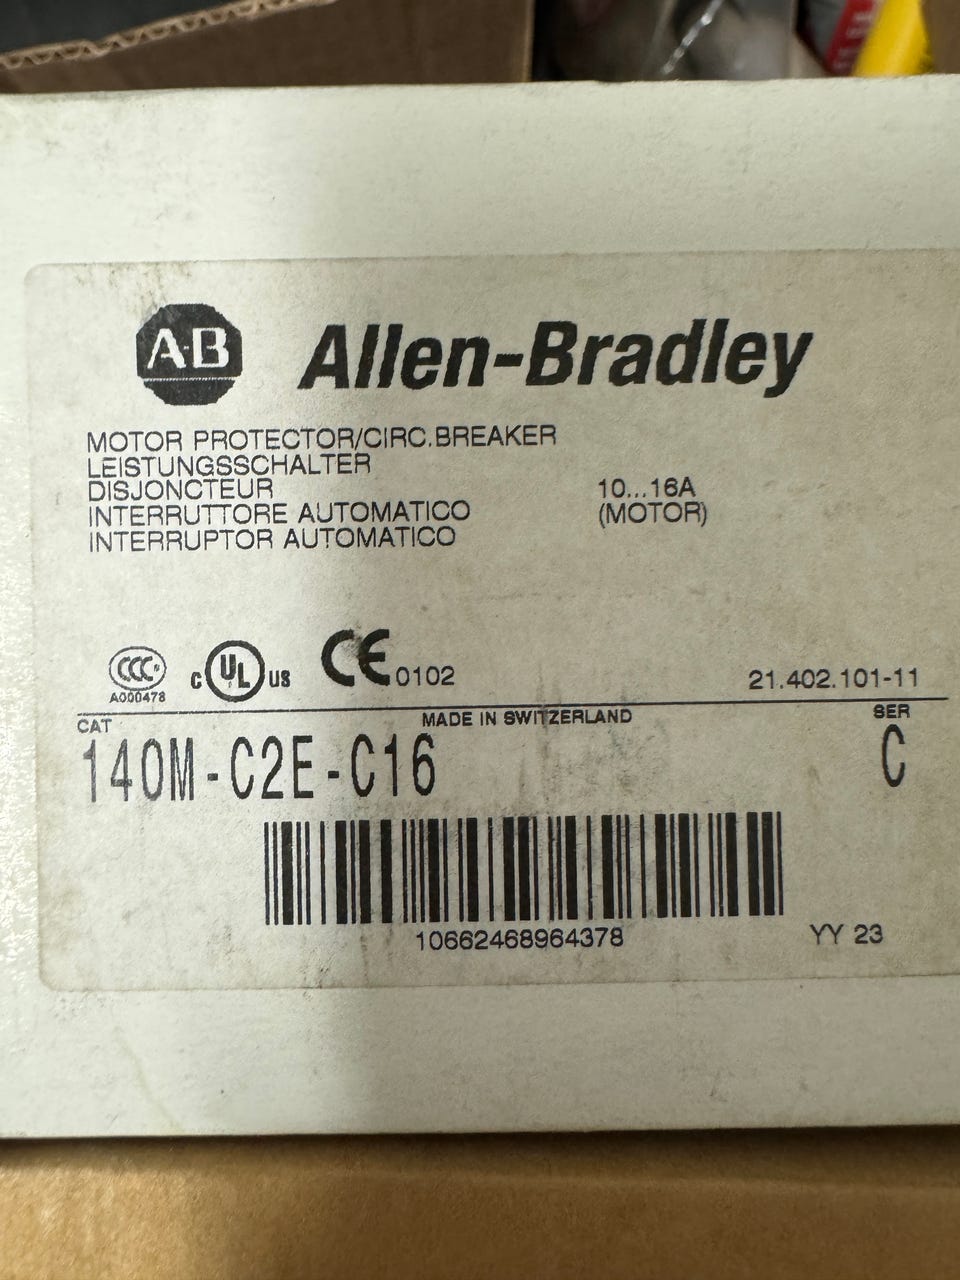 A-B Allen-Bradley
MOTOR PROTECTOR/CIRC.BREAKER
LEISTUNGSSCHALTER
DISJONCTEUR 10...16A
INTERRUTTORE AUTOMATICO (MOTOR)
INTERRUPTOR AUTOMATICO
CCC A000478 c UL US CE 0102 21.402.101-11
CAT MADE IN SWITZERLAND SER
140M-C2E-C16 C
10662468964378 YY 23